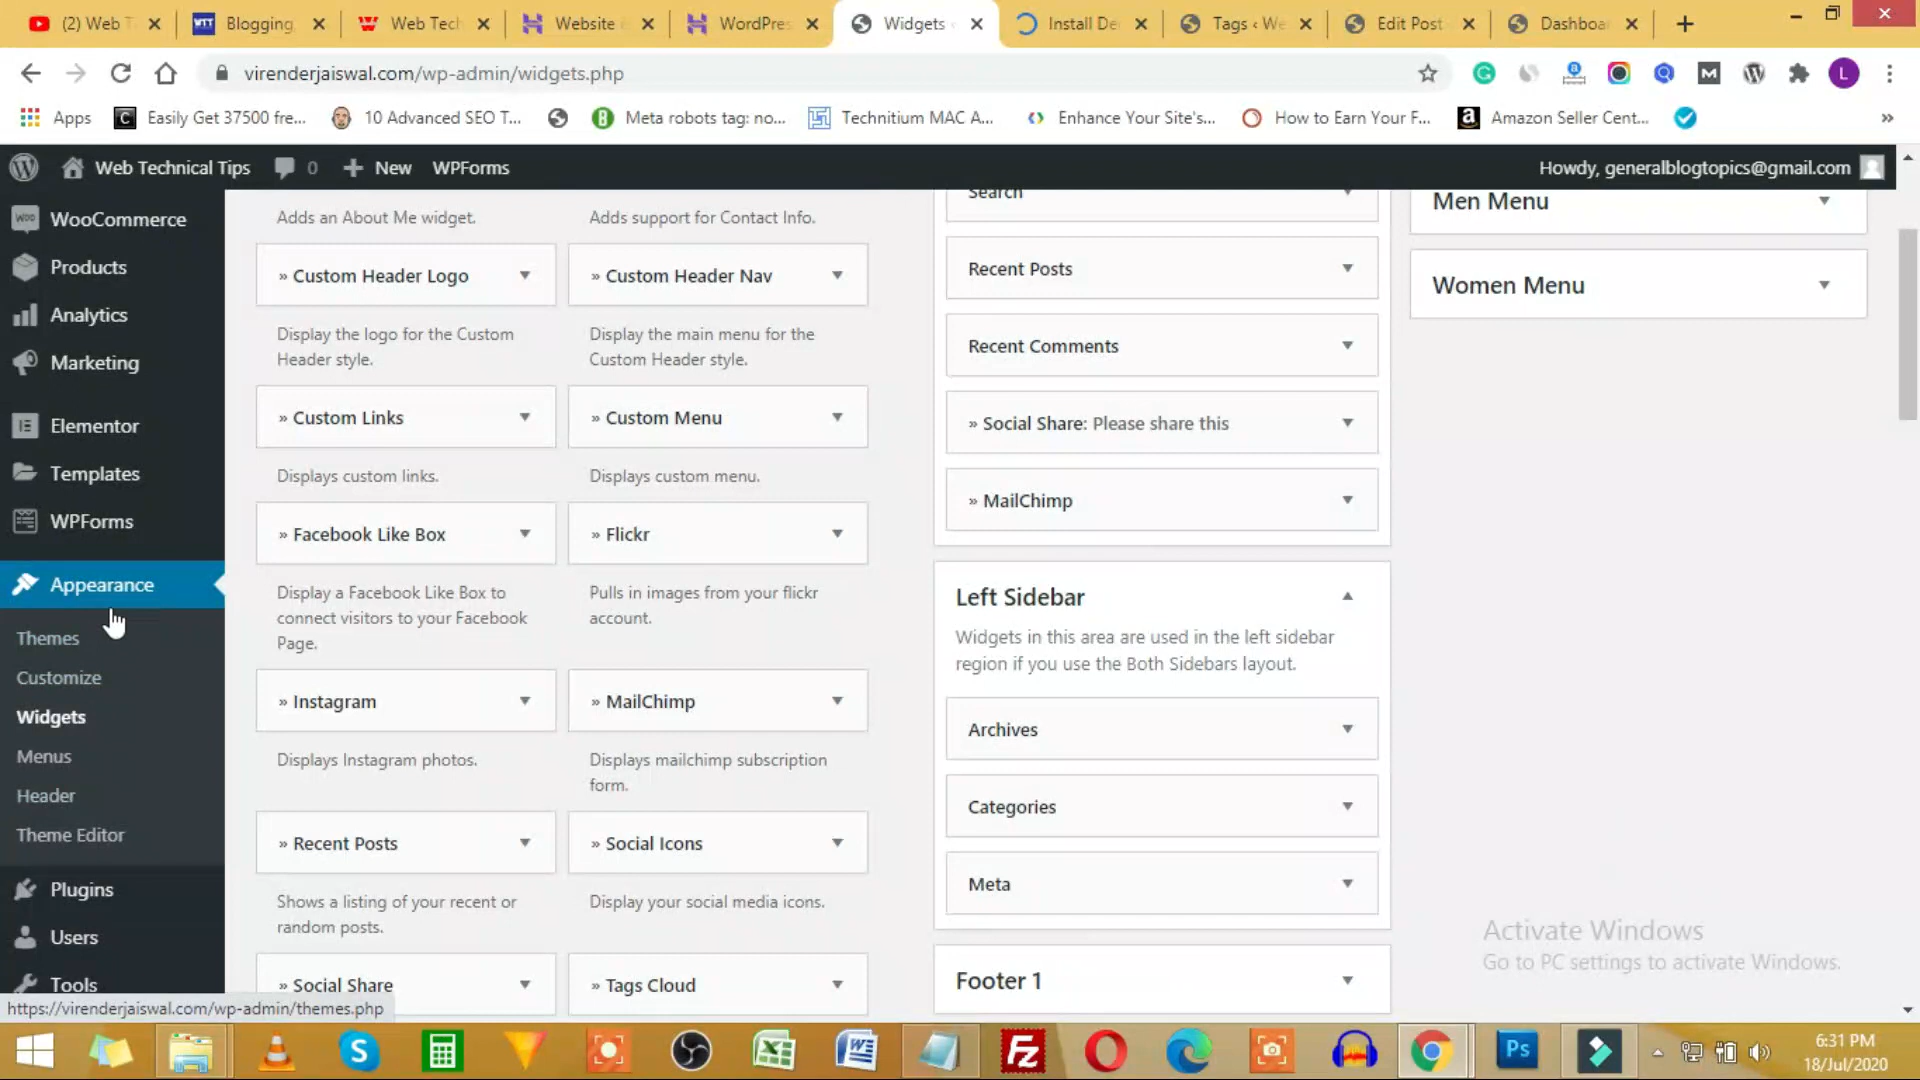 (2) Web T
Blogging,
Web Tech
Website i
WordPres
Widgets ‹
Install De
Tags ‹ We
Edit Post
Dashboa
virenderjaiswal.com/wp-admin/widgets.php
L
Apps
Easily Get 37500 fre...
10 Advanced SEO T...
Meta robots tag: no...
Technitium MAC A...
Enhance Your Site's...
How to Earn Your F...
Amazon Seller Cent...
»
Web Technical Tips
0
New
WPForms
Howdy, generalblogtopics@gmail.com
WooCommerce
Products
Analytics
Marketing
Elementor
Templates
WPForms
Appearance
Themes
Customize
Widgets
Menus
Header
Theme Editor
Plugins
Users
Tools
https://virenderjaiswal.com/wp-admin/themes.php
Adds an About Me widget.
Adds support for Contact Info.
» Custom Header Logo
» Custom Header Nav
Display the logo for the Custom
Header style.
Display the main menu for the
Custom Header style.
» Custom Links
» Custom Menu
Displays custom links.
Displays custom menu.
» Facebook Like Box
» Flickr
Display a Facebook Like Box to
connect visitors to your Facebook
Page.
Pulls in images from your flickr
account.
» Instagram
» MailChimp
Displays Instagram photos.
Displays mailchimp subscription
form.
» Recent Posts
» Social Icons
Shows a listing of your recent or
random posts.
Display your social media icons.
» Social Share
» Tags Cloud
Search
Recent Posts
Recent Comments
» Social Share: Please share this
» MailChimp
Left Sidebar
Widgets in this area are used in the left sidebar
region if you use the Both Sidebars layout.
Archives
Categories
Meta
Footer 1
Men Menu
Women Menu
Activate Windows
Go to PC settings to activate Windows.
6:31 PM
18/Jul/2020